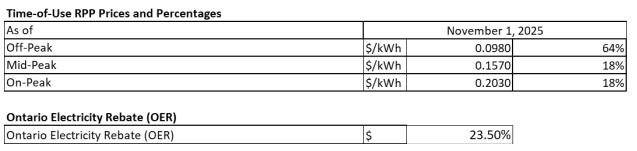 Time-of-Use RPP Prices and Percentages
As of November 1, 2025
Off-Peak $/kWh 0.0980 64%
Mid-Peak $/kWh 0.1570 18%
On-Peak $/kWh 0.2030 18%
Ontario Electricity Rebate (OER)
Ontario Electricity Rebate (OER) $ 23.50%